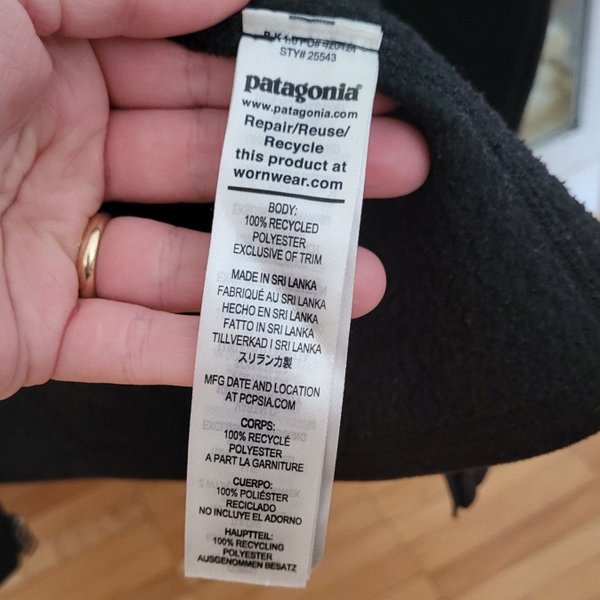 STY# 25543
patagonia®
www.patagonia.com
Repair/Reuse/
Recycle
this product at
wornwear.com
BODY:
100% RECYCLED
POLYESTER
EXCLUSIVE OF TRIM
MADE IN SRI LANKA
FABRIQUÉ AU SRI LANKA
HECHO EN SRI LANKA
FATTO IN SRI LANKA
TILLVERKAD I SRI LANKA
スリランカ製
MFG DATE AND LOCATION
AT PCPSIA.COM
CORPS:
100% RECYCLÉ
POLYESTER
A PART LA GARNITURE
CUERPO:
100% POLIÉSTER
RECICLADO
NO INCLUYE EL ADORNO
HAUPTTEIL:
100% RECYCLING
POLYESTER
AUSGENOMMEN BESATZ